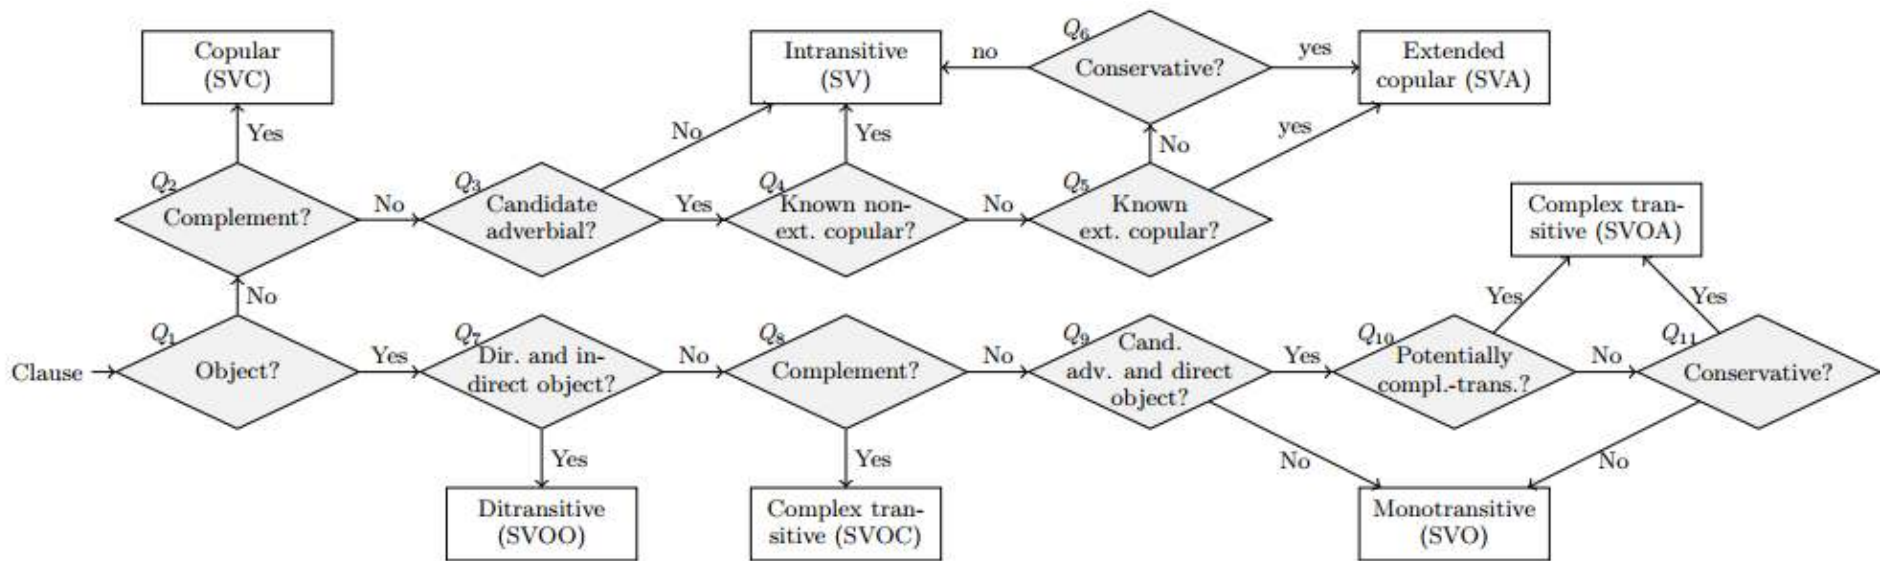 Copular
(SVC)
Intransitive
(SV)
Q6
Conservative?
no
yes
Extended
copular (SVA)
Yes
No
Yes
No
yes
Q2
Complement?
No
Q3
Candidate
adverbial?
Yes
Q4
Known non-
ext. copular?
No
Q5
Known
ext. copular?
Complex tran-
sitive (SVOA)
No
Yes
Yes
Clause
Q1
Object?
Yes
Q7
Dir. and in-
direct object?
No
Q8
Complement?
No
Q9
Cand.
adv. and direct
object?
Yes
Q10
Potentially
compl.-trans.?
No
Q11
Conservative?
Yes
Yes
No
No
Ditransitive
(SVOO)
Complex tran-
sitive (SVOC)
Monotransitive
(SVO)